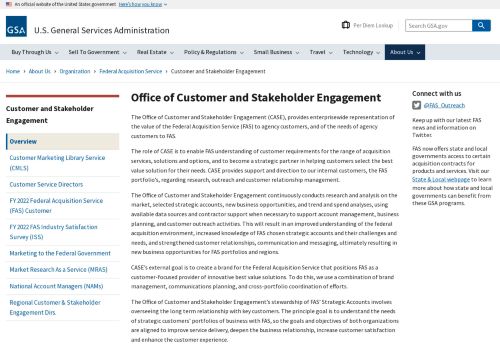 An official website of the United States government Here's how you know
GSA
U.S. General Services Administration
Per Diem Lookup
Search GSA.gov
Buy Through Us
Sell To Government
Real Estate
Policy & Regulations
Small Business
Travel
Technology
About Us
Home › About Us › Organization › Federal Acquisition Service › Customer and Stakeholder Engagement
Customer and Stakeholder
Engagement
Overview
Customer Marketing Library Service
(CMLS)
Customer Service Directors
FY 2022 Federal Acquisition Service
(FAS) Customer
FY 2022 FAS Industry Satisfaction
Survey (ISS)
Marketing to the Federal Government
Market Research As a Service (MRAS)
National Account Managers (NAMs)
Regional Customer & Stakeholder
Engagement Dirs.
Office of Customer and Stakeholder Engagement
The Office of Customer and Stakeholder Engagement (CASE), provides enterprisewide representation of
the value of the Federal Acquisition Service (FAS) to agency customers, and of the needs of agency
customers to FAS.
The role of CASE is to enable FAS understanding of customer requirements for the range of acquisition
services, solutions and options, and to become a strategic partner in helping customers select the best
value solution for their needs. CASE provides support and direction to our internal customers, the FAS
portfolios, regarding research, outreach and customer relationship management.
The Office of Customer and Stakeholder Engagement continuously conducts research and analysis on the
market, selected strategic accounts, new business opportunities, and trend and spend analyses, using
available data sources and contractor support when necessary to support account management, business
planning, and customer outreach activities. This will result in an improved understanding of the federal
acquisition environment, increased knowledge of FAS chosen strategic accounts and their challenges and
needs, and strengthened customer relationships, communication and messaging, ultimately resulting in
new business opportunities for FAS portfolios and regions.
CASE's external goal is to create a brand for the Federal Acquisition Service that positions FAS as a
customer-focused provider of innovative best value solutions. To do this, we use a combination of brand
management, communications planning, and cross-portfolio coordination of efforts.
The Office of Customer and Stakeholder Engagement's stewardship of FAS' Strategic Accounts involves
overseeing the long term relationship with key customers. The principle goal is to understand the needs
of strategic customers' portfolios of business with FAS, so the goals and objectives of both organizations
are aligned to improve service delivery, deepen the business relationship, increase customer satisfaction
and enhance the customer experience.
Connect with us
@FAS_Outreach
Keep up with our latest FAS
news and information on
Twitter.
FAS now offers state and local
governments access to certain
acquisition contracts for
products and services. Visit our
State & Local webpage to learn
more about how state and local
governments can benefit from
these GSA programs.